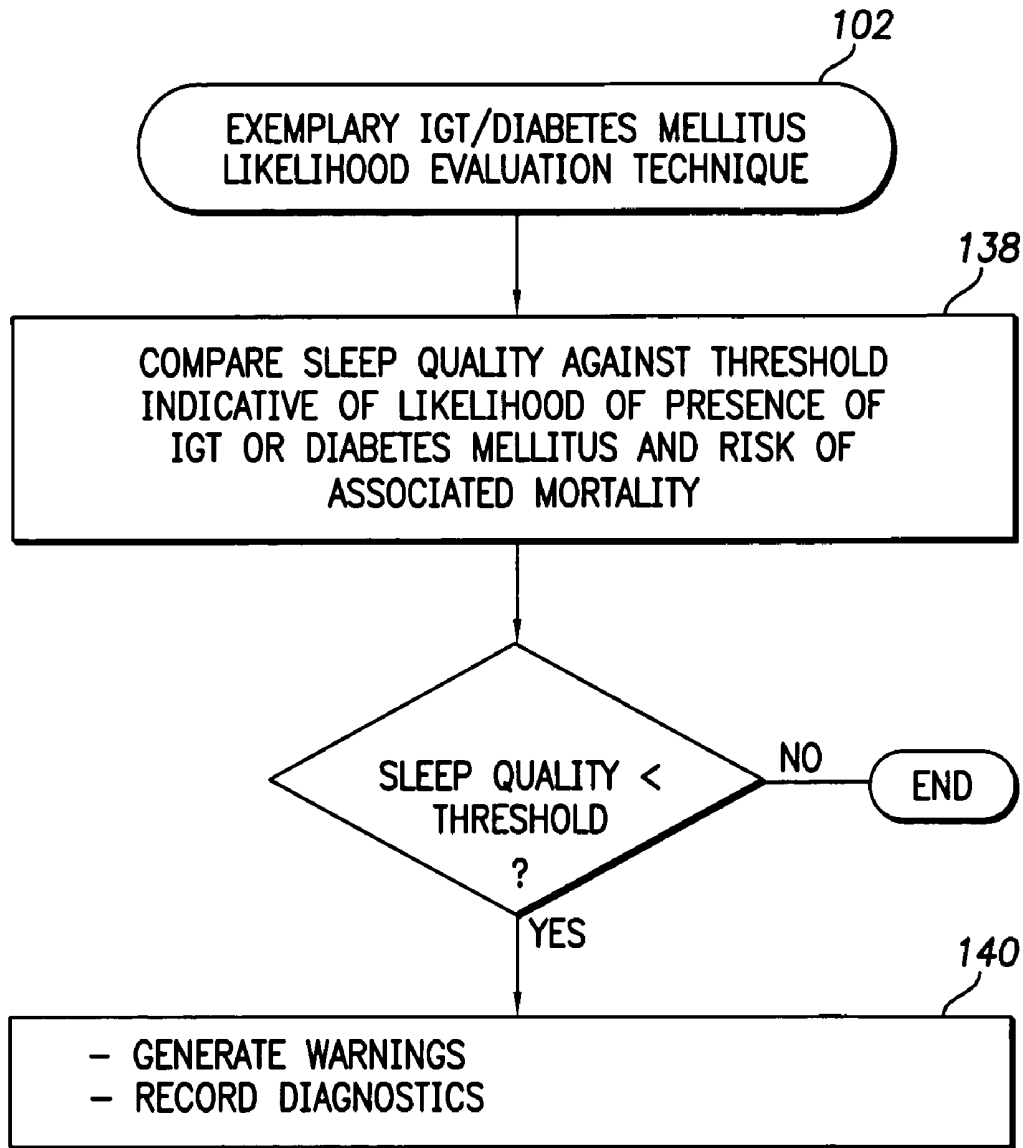 102
EXEMPLARY IGT/DIABETES MELLITUS
LIKELIHOOD EVALUATION TECHNIQUE
138
COMPARE SLEEP QUALITY AGAINST THRESHOLD
INDICATIVE OF LIKELIHOOD OF PRESENCE OF
IGT OR DIABETES MELLITUS AND RISK OF
ASSOCIATED MORTALITY
SLEEP QUALITY <
THRESHOLD
?
NO
END
YES
140
– GENERATE WARNINGS
– RECORD DIAGNOSTICS